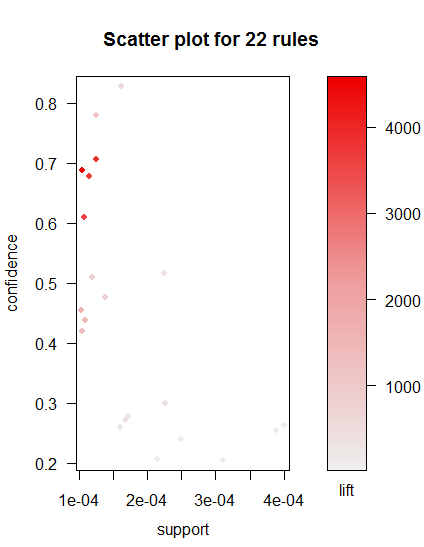 Scatter plot for 22 rules
confidence
0.8
0.7
0.6
0.5
0.4
0.3
0.2
1e-04
2e-04
3e-04
4e-04
support
4000
3000
2000
1000
lift